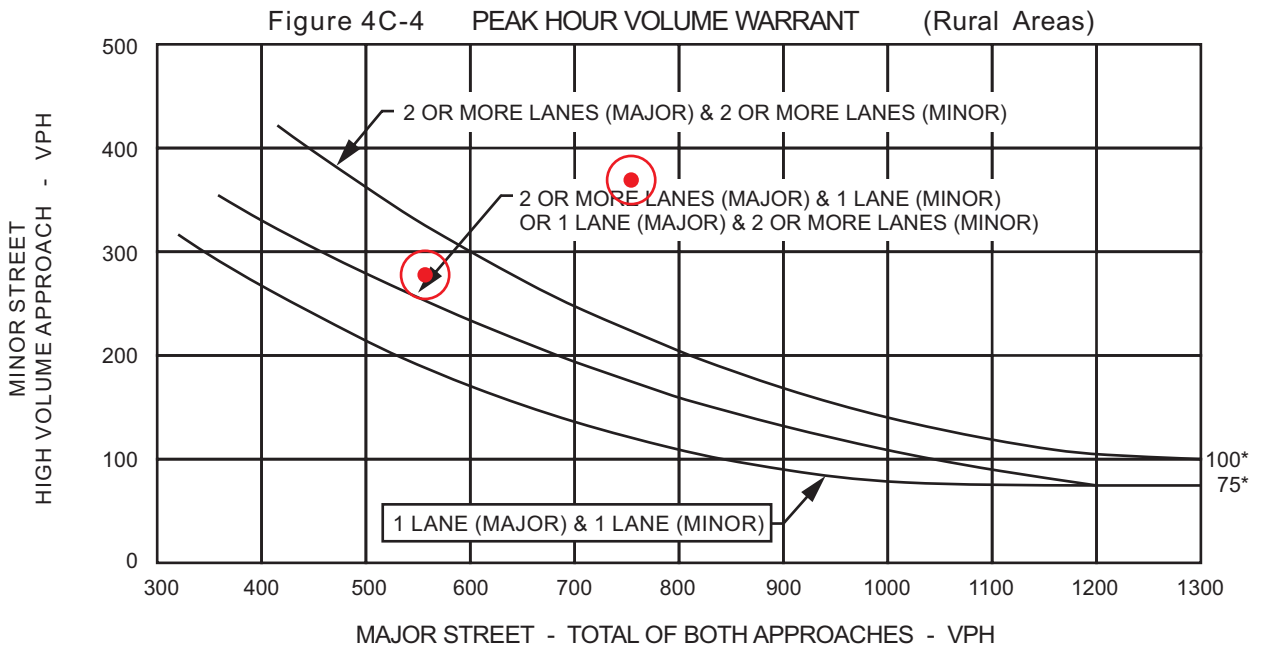 Figure 4C-4 PEAK HOUR VOLUME WARRANT (Rural Areas)
MINOR STREET
HIGH VOLUME APPROACH - VPH
500
400
300
200
100
0
2 OR MORE LANES (MAJOR) & 2 OR MORE LANES (MINOR)
2 OR MORE LANES (MAJOR) & 1 LANE (MINOR)
OR 1 LANE (MAJOR) & 2 OR MORE LANES (MINOR)
1 LANE (MAJOR) & 1 LANE (MINOR)
100*
75*
300 400 500 600 700 800 900 1000 1100 1200 1300
MAJOR STREET - TOTAL OF BOTH APPROACHES - VPH